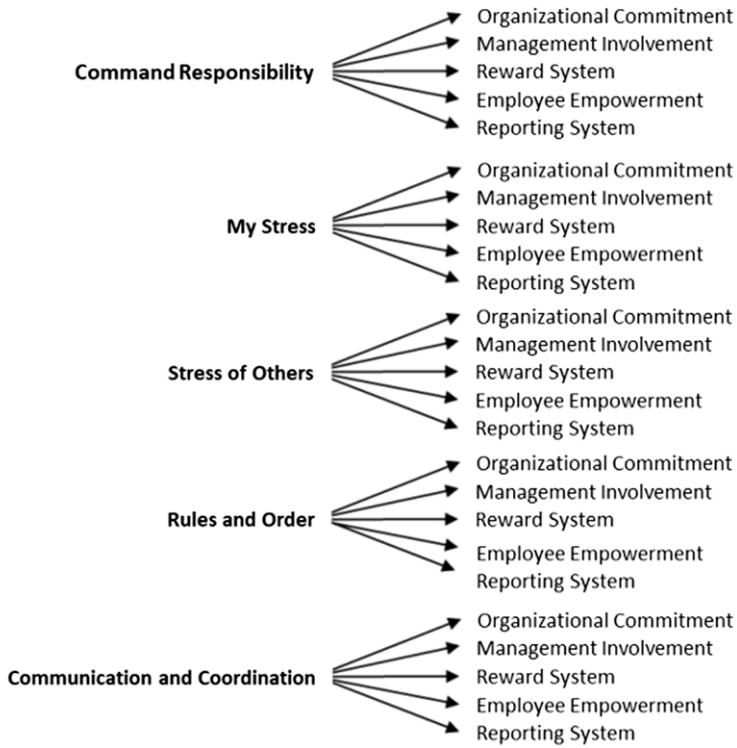 Organizational Commitment
Management Involvement
Command Responsibility
Reward System
Employee Empowerment
Reporting System
Organizational Commitment
Management Involvement
My Stress
Reward System
Employee Empowerment
Reporting System
Organizational Commitment
Management Involvement
Stress of Others
Reward System
Employee Empowerment
Reporting System
Organizational Commitment
Management Involvement
Rules and Order
Reward System
Employee Empowerment
Reporting System
Organizational Commitment
Management Involvement
Communication and Coordination
Reward System
Employee Empowerment
Reporting System